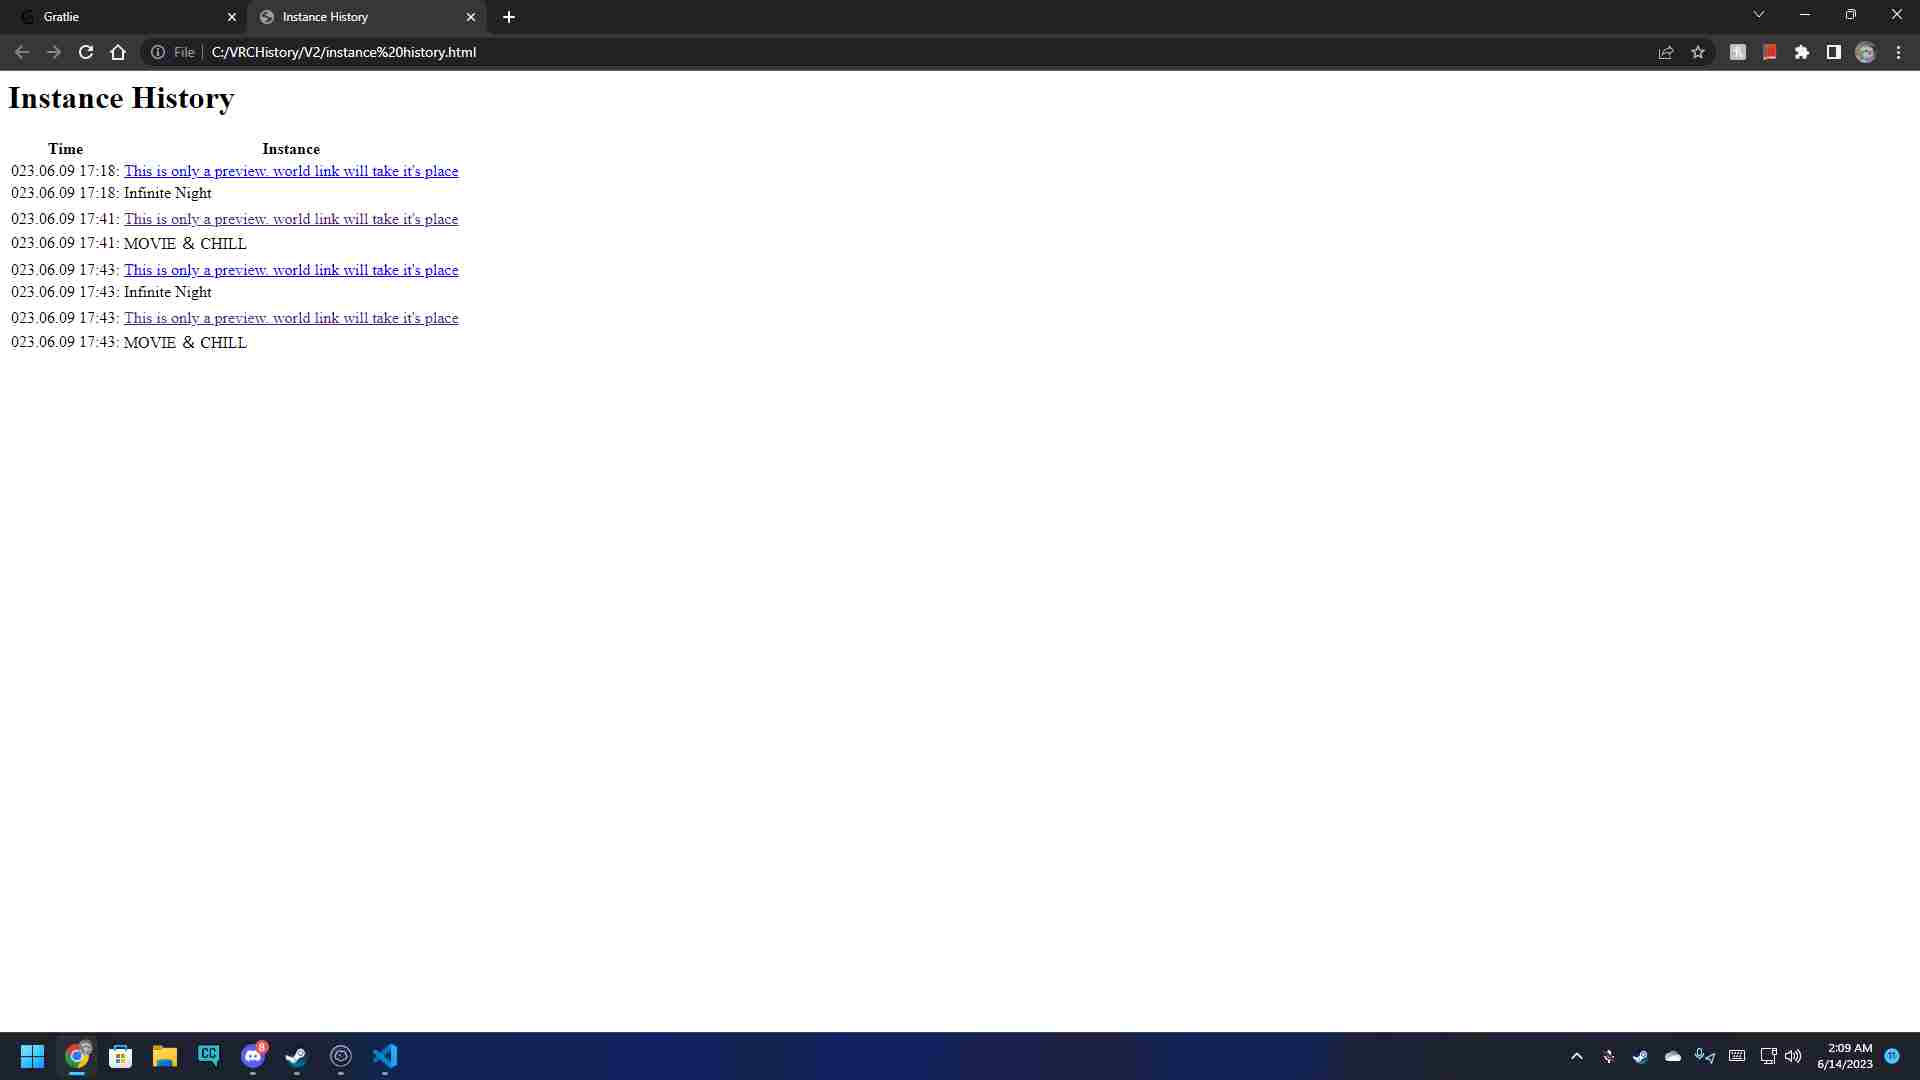 Gratlie
Instance History
File
C:/VRCHistory/V2/instance%20history.html
Instance History
Time Instance
023.06.09 17:18: This is only a preview. world link will take it's place
023.06.09 17:18: Infinite Night
023.06.09 17:41: This is only a preview. world link will take it's place
023.06.09 17:41: MOVIE ＆ CHILL
023.06.09 17:43: This is only a preview. world link will take it's place
023.06.09 17:43: Infinite Night
023.06.09 17:43: This is only a preview. world link will take it's place
023.06.09 17:43: MOVIE ＆ CHILL
CC
8
2:09 AM
6/14/2023